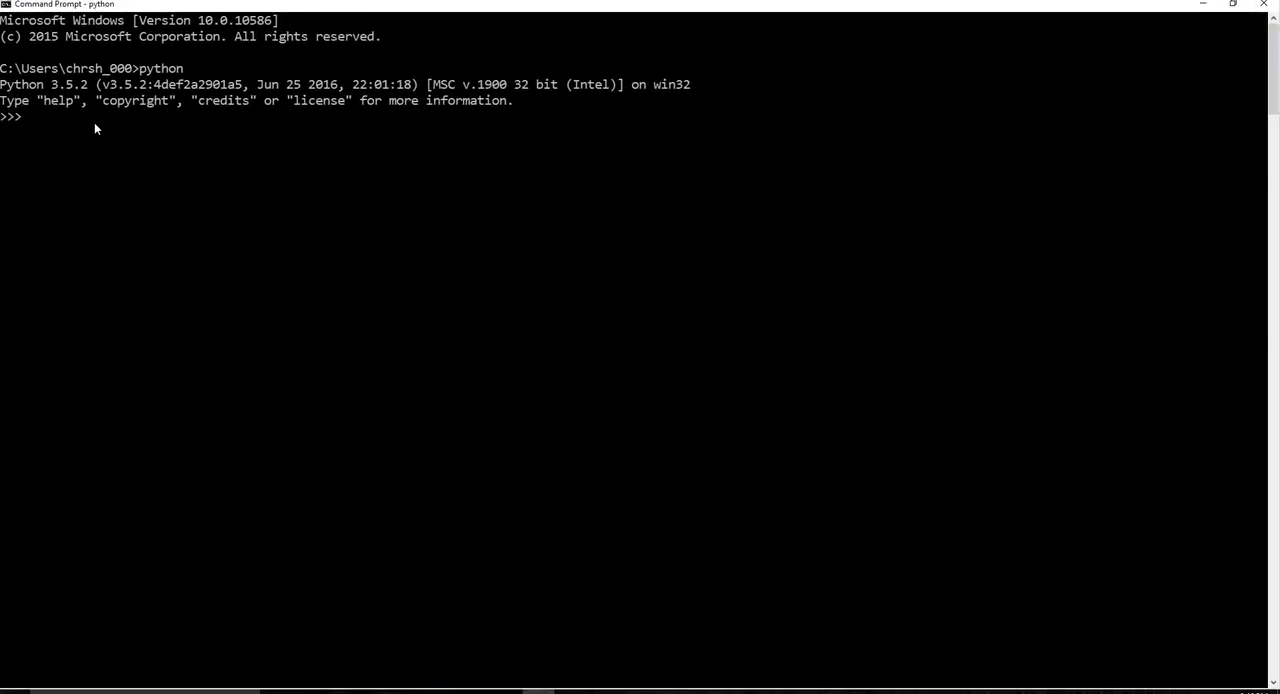 Command Prompt - python
Microsoft Windows [Version 10.0.10586]
(c) 2015 Microsoft Corporation. All rights reserved.
C:\Users\chrsh_000>python
Python 3.5.2 (v3.5.2:4def2a2901a5, Jun 25 2016, 22:01:18) [MSC v.1900 32 bit (Intel)] on win32
Type "help", "copyright", "credits" or "license" for more information.
>>>